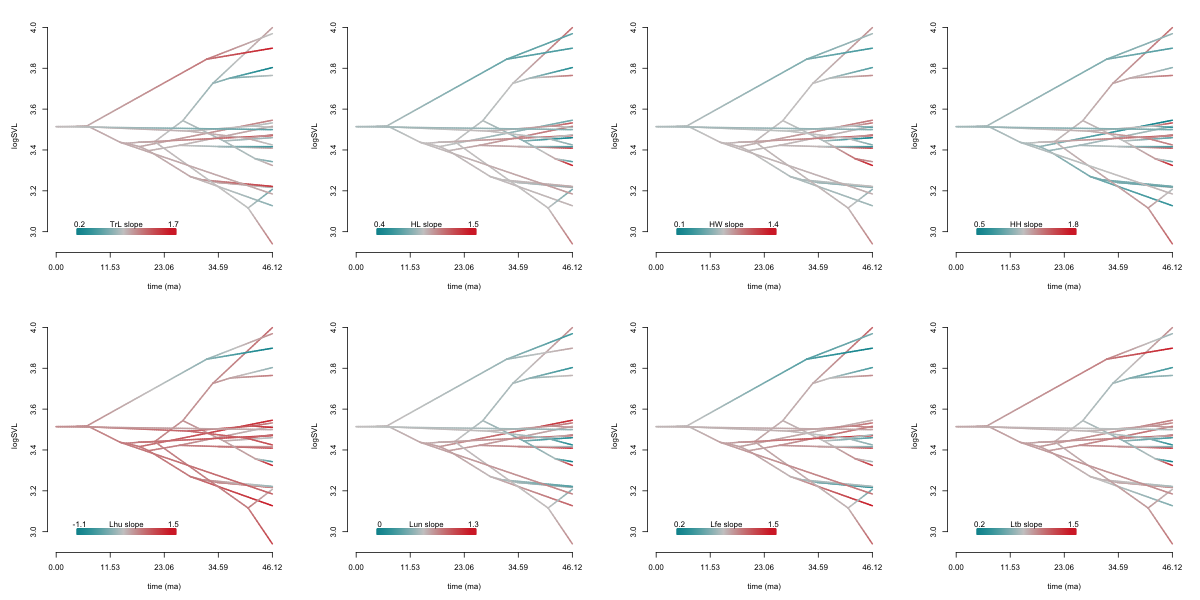 4.0 4.0 4.0 4.0
3.8 3.8 3.8 3.8
3.6 3.6 3.6 3.6
logSVL logSVL logSVL logSVL
3.4 3.4 3.4 3.4
3.2 3.2 3.2 3.2
0.2 TrL slope 1.7 0.4 HL slope 1.5 0.1 HW slope 1.4 0.5 HH slope 1.8
3.0 3.0 3.0 3.0
0.00 11.53 23.06 34.59 46.12 0.00 11.53 23.06 34.59 46.12 0.00 11.53 23.06 34.59 46.12 0.00 11.53 23.06 34.59 46.12
time (ma) time (ma) time (ma) time (ma)
4.0 4.0 4.0 4.0
3.8 3.8 3.8 3.8
3.6 3.6 3.6 3.6
logSVL logSVL logSVL logSVL
3.4 3.4 3.4 3.4
3.2 3.2 3.2 3.2
-1.1 Lhu slope 1.5 0 Lun slope 1.3 0.2 Lfe slope 1.5 0.2 Ltb slope 1.5
3.0 3.0 3.0 3.0
0.00 11.53 23.06 34.59 46.12 0.00 11.53 23.06 34.59 46.12 0.00 11.53 23.06 34.59 46.12 0.00 11.53 23.06 34.59 46.12
time (ma) time (ma) time (ma) time (ma)